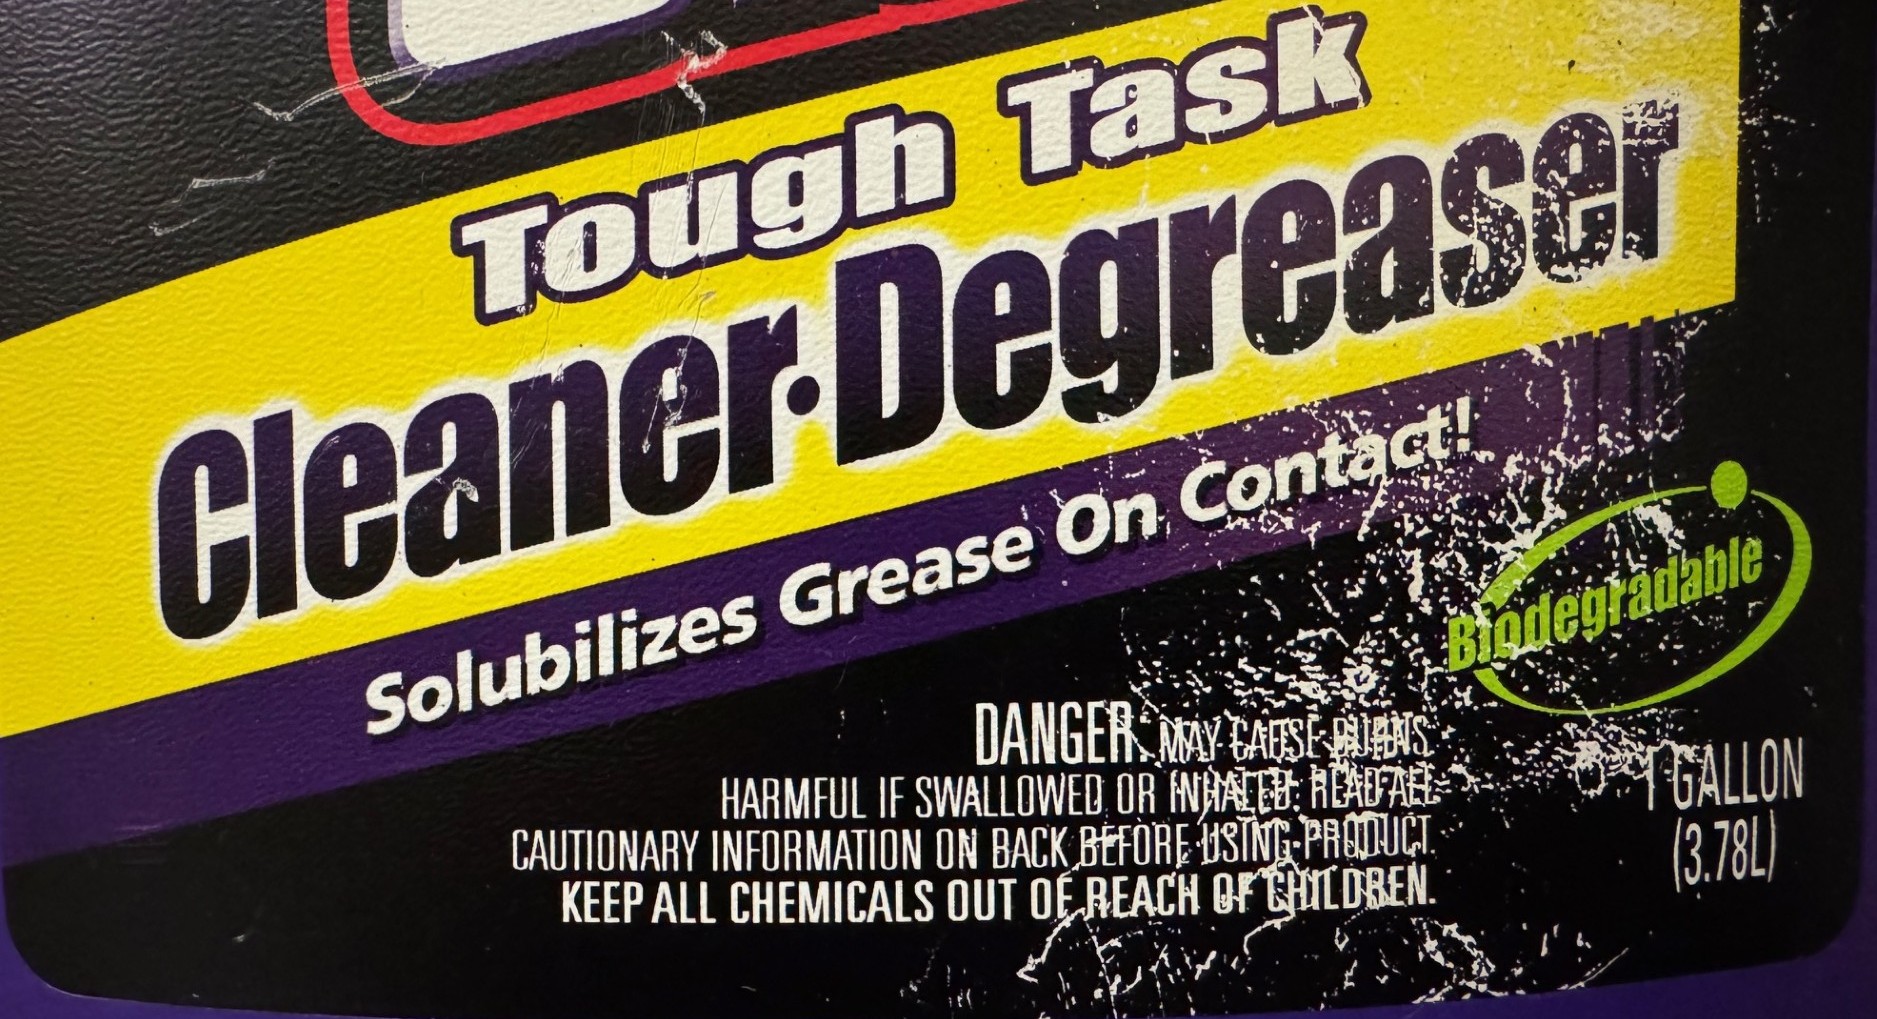 Tough Task
Cleaner·Degreaser
Solubilizes Grease On Contact!
Biodegradable
DANGER: MAY CAUSE BURNS.
HARMFUL IF SWALLOWED OR INHALED. READ ALL
CAUTIONARY INFORMATION ON BACK BEFORE USING PRODUCT.
KEEP ALL CHEMICALS OUT OF REACH OF CHILDREN.
1 GALLON
(3.78L)